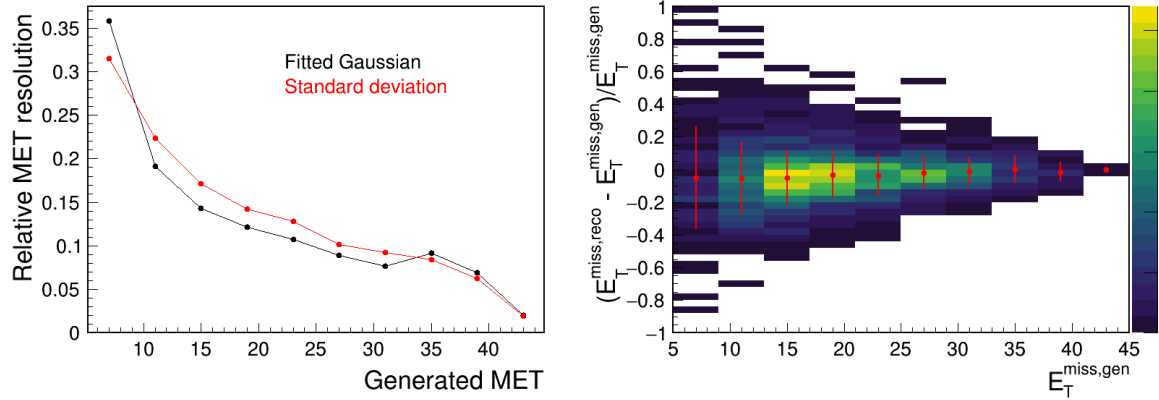 Relative MET resolution
0.35
0.3
0.25
0.2
0.15
0.1
0.05
0
Fitted Gaussian
Standard deviation
10 15 20 25 30 35 40
Generated MET
(E_T^miss,reco - E_T^miss,gen)/E_T^miss,gen
1
0.8
0.6
0.4
0.2
0
−0.2
−0.4
−0.6
−0.8
−1
5 10 15 20 25 30 35 40 45
E_T^miss,gen